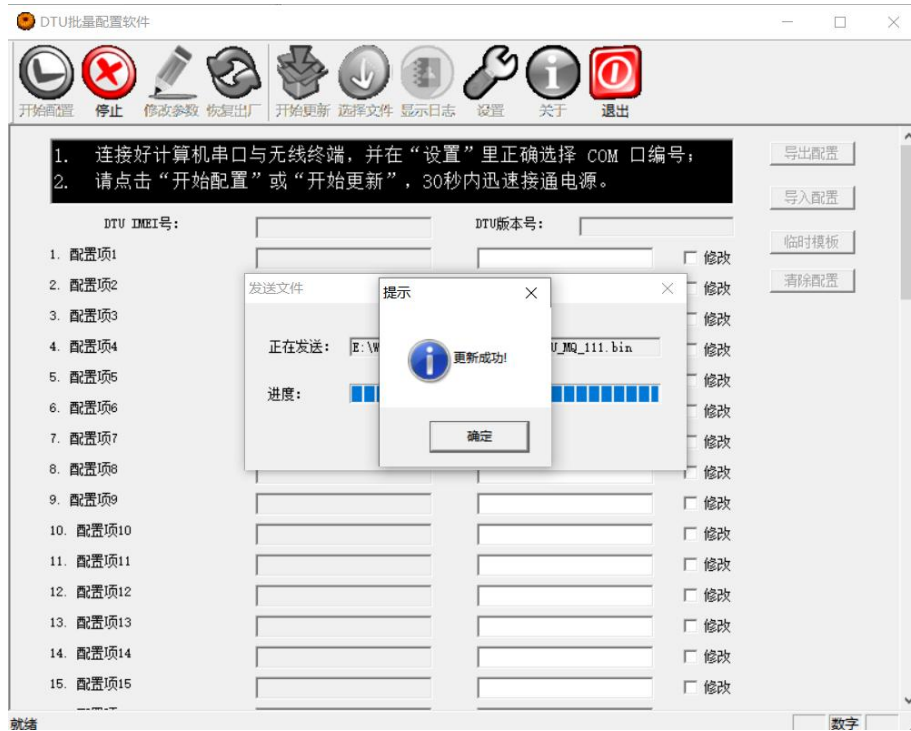 DTU批量配置软件
开始配置 停止 修改参数 恢复出厂 开始更新 选择文件 显示日志 设置 关于 退出
1. 连接好计算机串口与无线终端，并在“设置”里正确选择 COM 口编号；
2. 请点击“开始配置”或“开始更新”，30秒内迅速接通电源。
导出配置
导入配置
临时模板
清除配置
DTU IMEI号： DTU版本号：
1. 配置项1 修改
2. 配置项2 修改
3. 配置项3 修改
4. 配置项4 修改
5. 配置项5 修改
6. 配置项6 修改
7. 配置项7 修改
8. 配置项8 修改
9. 配置项9 修改
10. 配置项10 修改
11. 配置项11 修改
12. 配置项12 修改
13. 配置项13 修改
14. 配置项14 修改
15. 配置项15 修改
发送文件
正在发送： E:\ U_MQ_111.bin
进度：
提示
更新成功!
确定
就绪 数字